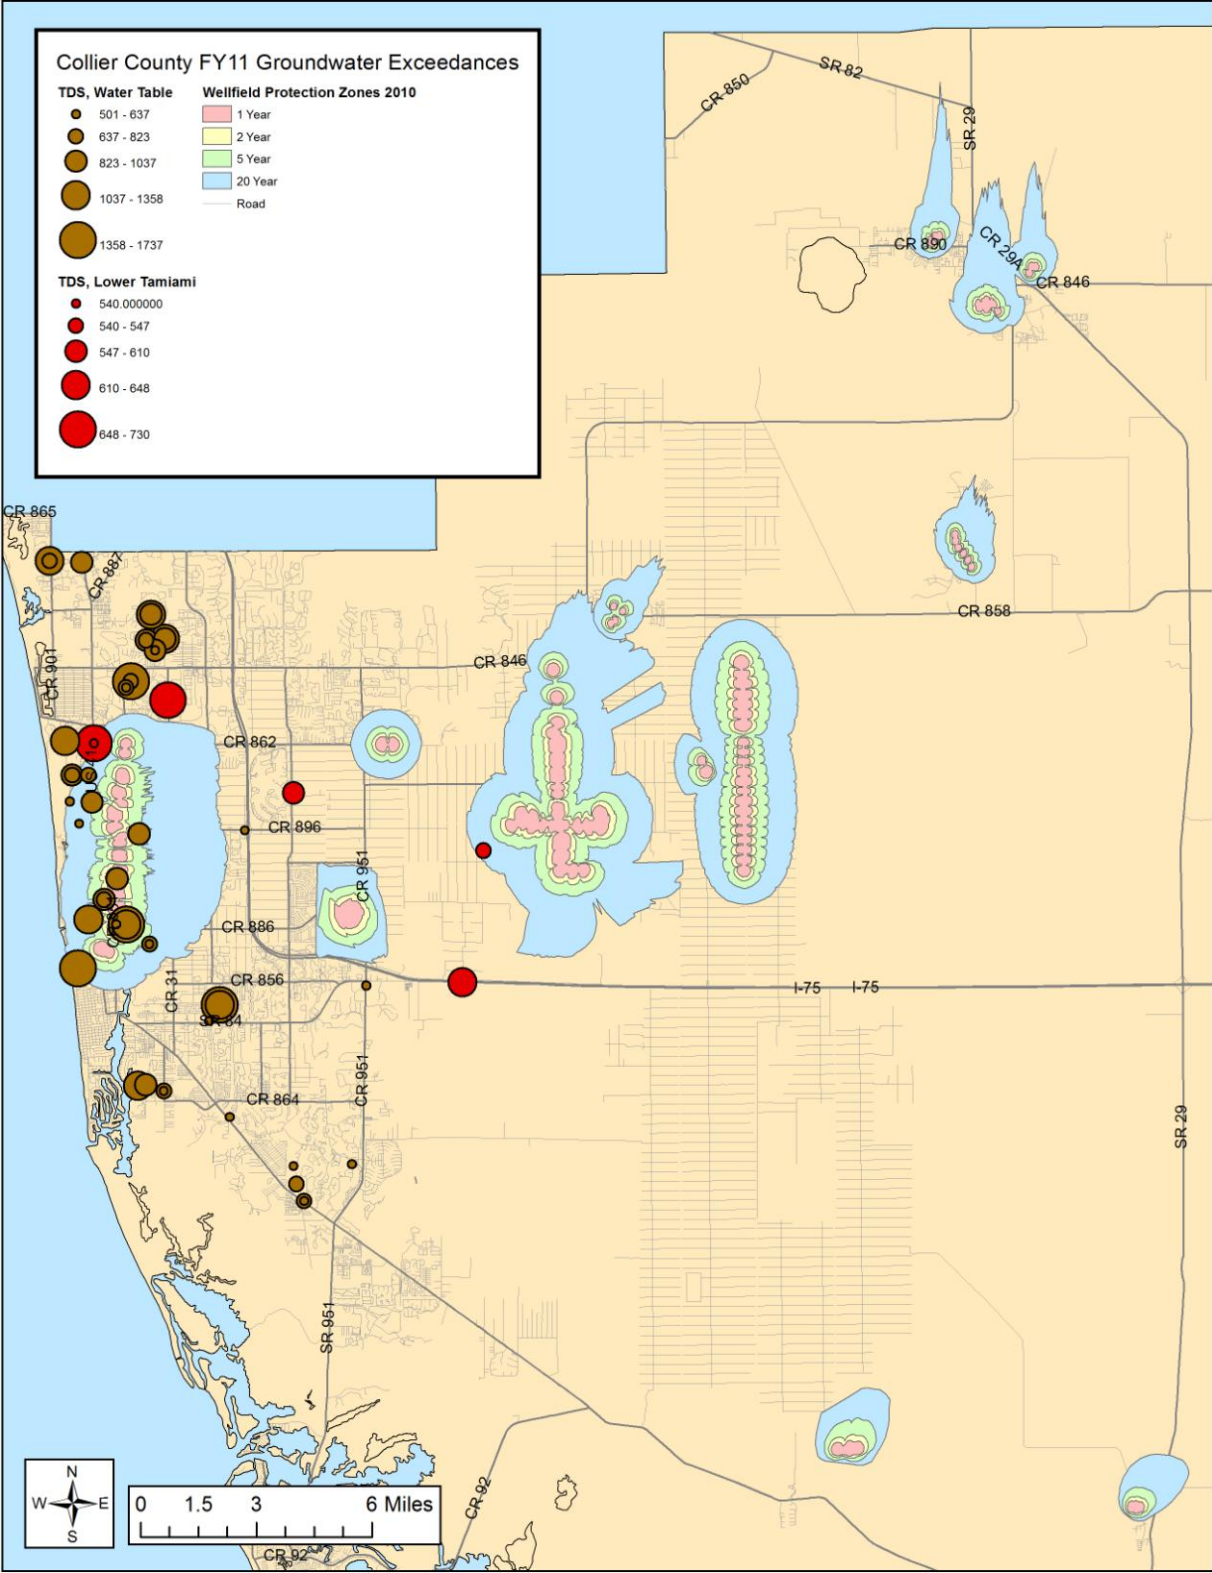 Collier County FY11 Groundwater Exceedances
TDS, Water Table
501 - 637
637 - 823
823 - 1037
1037 - 1358
1358 - 1737
TDS, Lower Tamiami
540.000000
540 - 547
547 - 610
610 - 648
648 - 730
Wellfield Protection Zones 2010
1 Year
2 Year
5 Year
20 Year
Road
SR 82
CR 850
SR 29
CR 890
CR 29A
CR 846
CR 865
CR 887
CR 858
CR 901
CR 846
CR 862
CR 896
CR 951
CR 886
CR 856
CR 31
I-75
I-75
SR 84
CR 951
CR 864
SR 29
SR 951
CR 92
CR 92
N
W
E
S
0 1.5 3 6 Miles